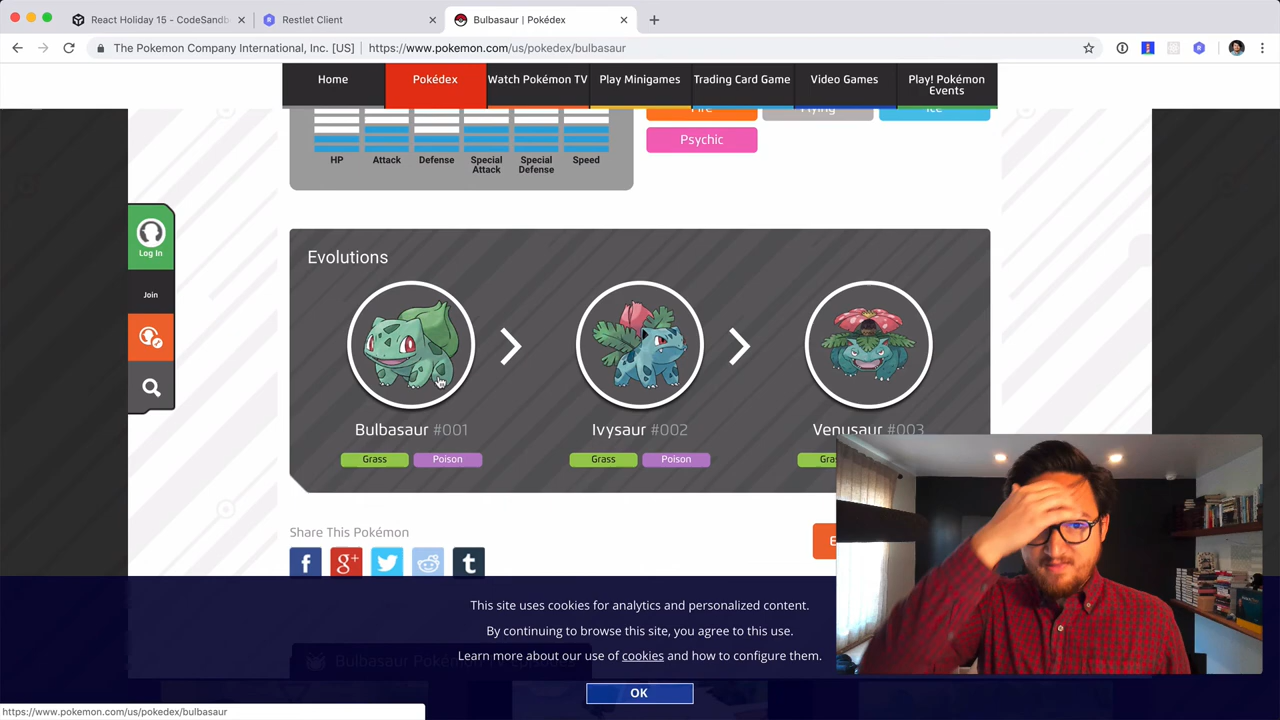 React Holiday 15 - CodeSandb
Restlet Client
Bulbasaur | Pokédex
The Pokemon Company International, Inc. [US]
https://www.pokemon.com/us/pokedex/bulbasaur
Home
Pokédex
Watch Pokémon TV
Play Minigames
Trading Card Game
Video Games
Play! Pokémon
Events
Fire
Flying
Ice
Psychic
HP
Attack
Defense
Special
Attack
Special
Defense
Speed
Log In
Join
Evolutions
Bulbasaur #001
Ivysaur #002
Venusaur #003
Grass
Poison
Grass
Poison
Share This Pokémon
This site uses cookies for analytics and personalized content.
By continuing to browse this site, you agree to this use.
Learn more about our use of cookies and how to configure them.
OK
https://www.pokemon.com/us/pokedex/bulbasaur